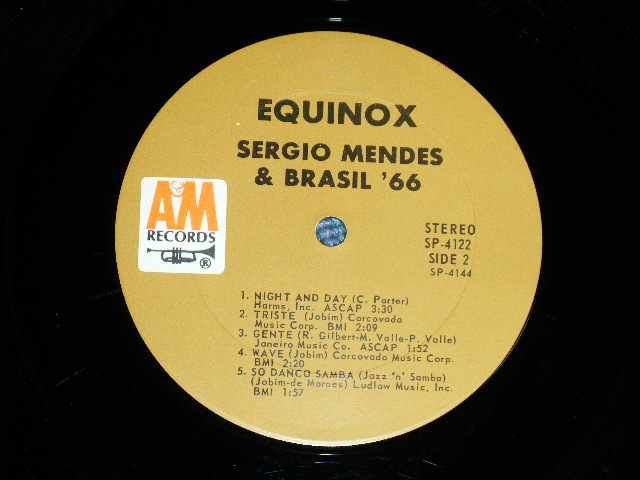 EQUINOX
SERGIO MENDES
& BRASIL '66
A&M
RECORDS
®
STEREO
SP-4122
SIDE 2
SP-4144
1. NIGHT AND DAY (C. Porter)
Harms, Inc. ASCAP 3:30
2. TRISTE (Jobim) Corcovado
Music Corp. BMI 2:09
3. GENTE (R. Gilbert-M. Valle-P. Valle)
Janeiro Music Co. ASCAP 1:52
4. WAVE (Jobim) Corcovado Music Corp.
BMI 2:20
5. SO DANCO SAMBA (Jazz 'n' Samba)
(Jobim-de Moraes) Ludlow Music, Inc.
BMI 1:57